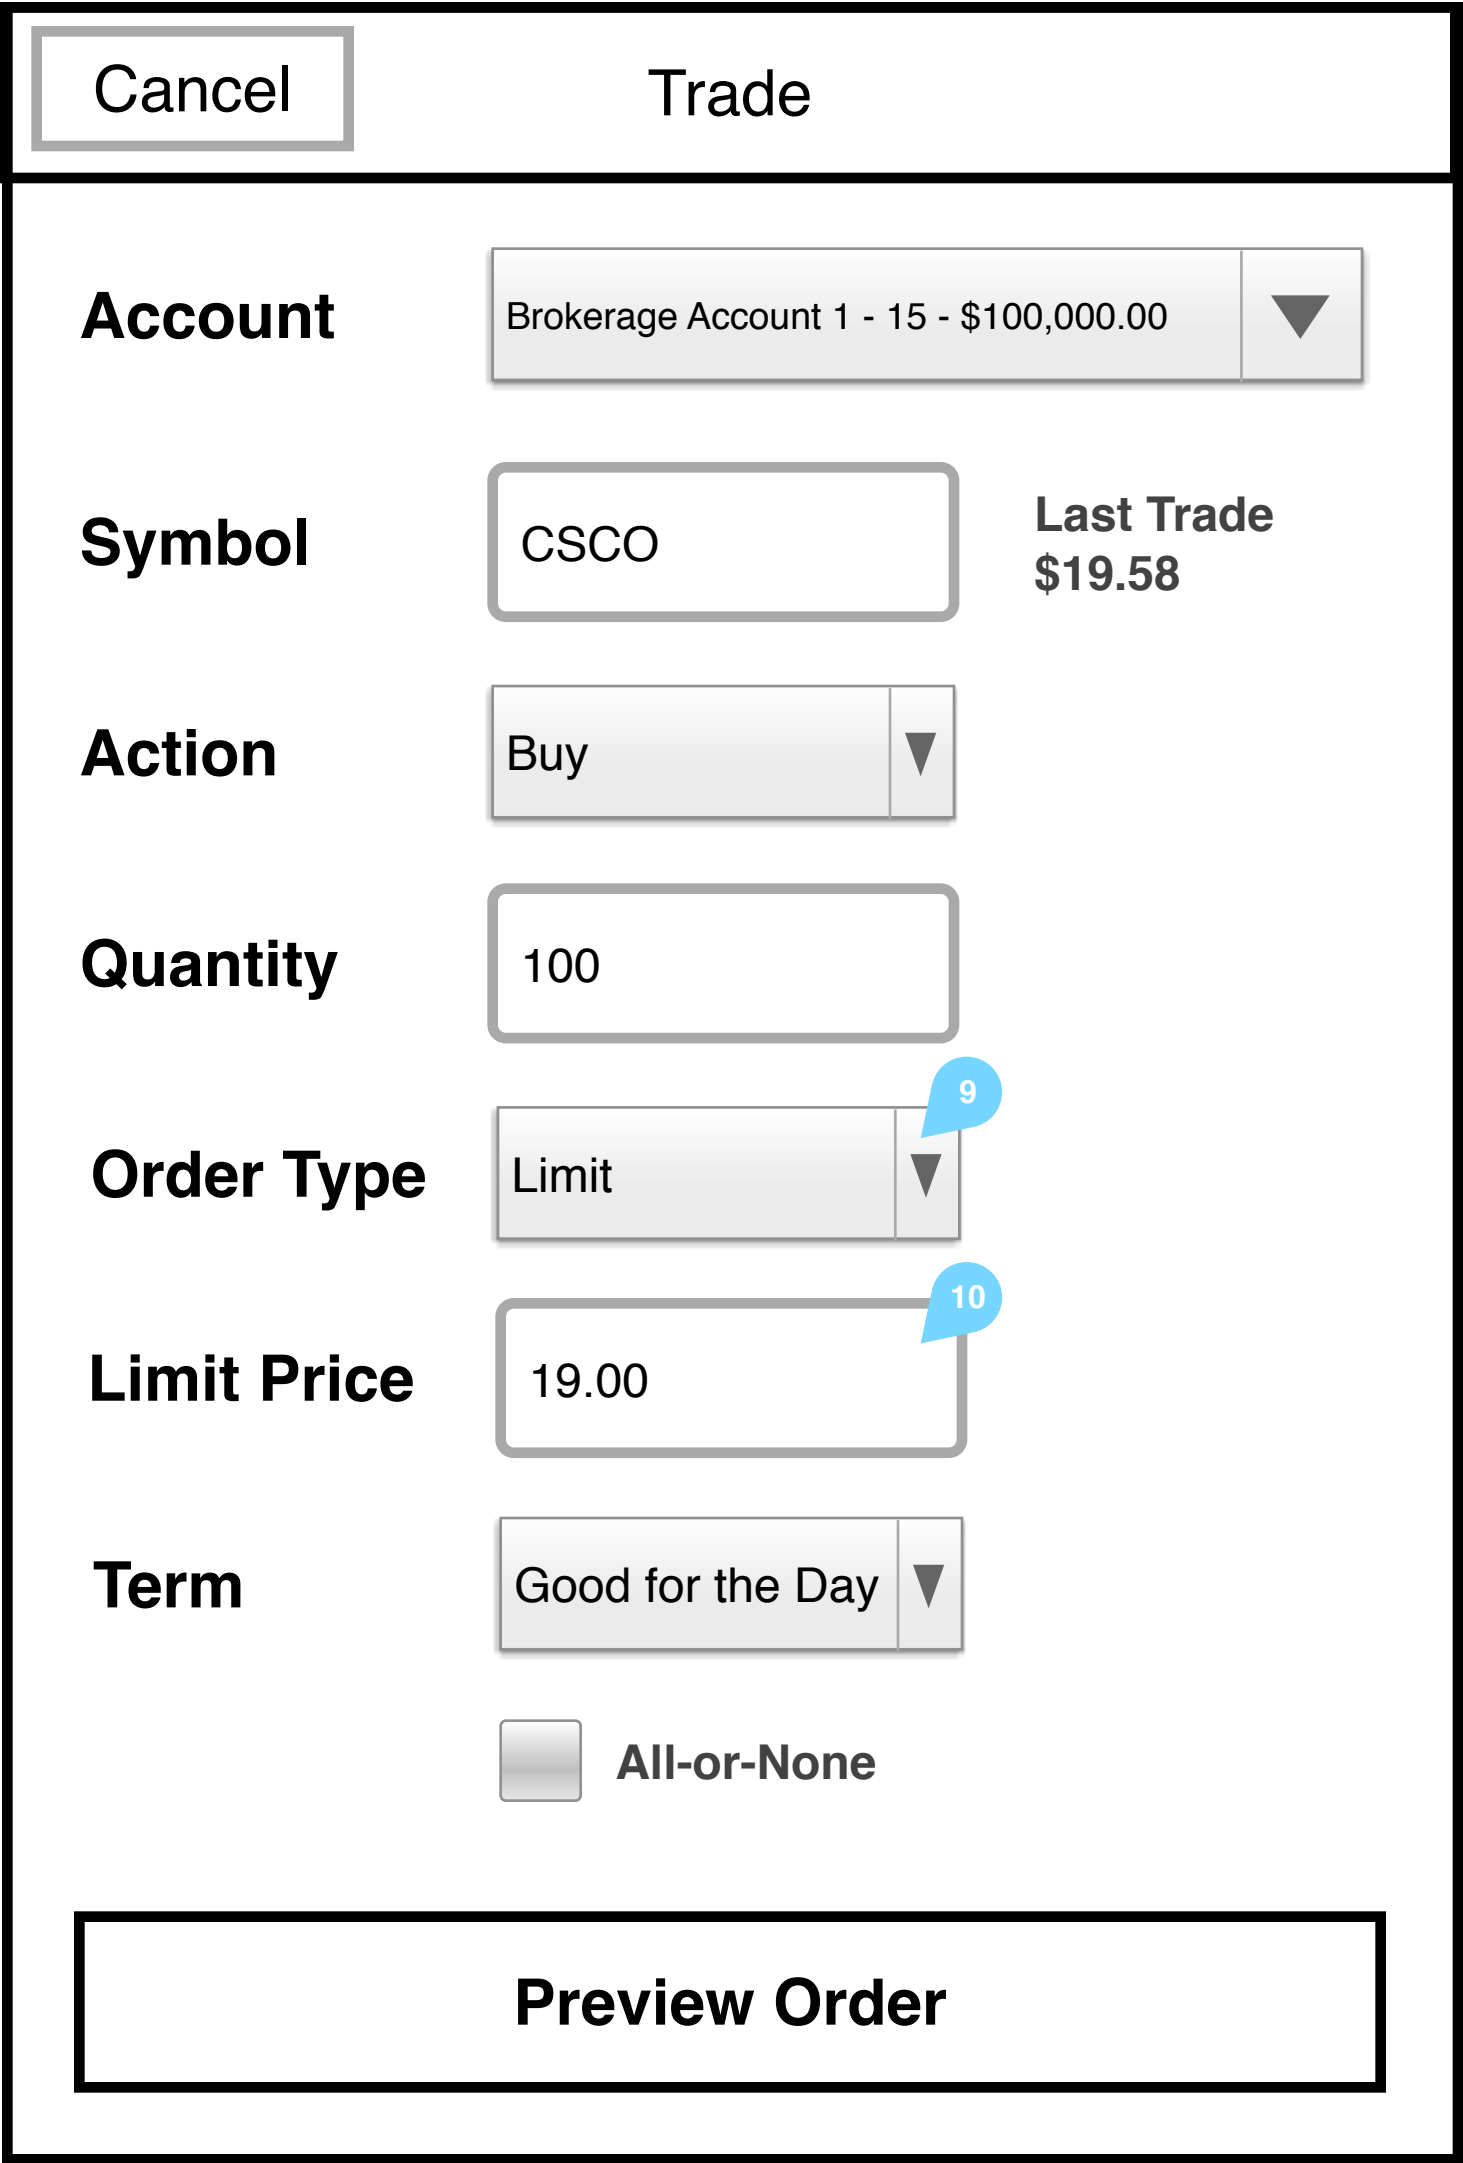 Cancel
Trade
Account
Brokerage Account 1 - 15 - $100,000.00
Symbol
CSCO
Last Trade
$19.58
Action
Buy
Quantity
100
9
Order Type
Limit
10
Limit Price
19.00
Term
Good for the Day
All-or-None
Preview Order